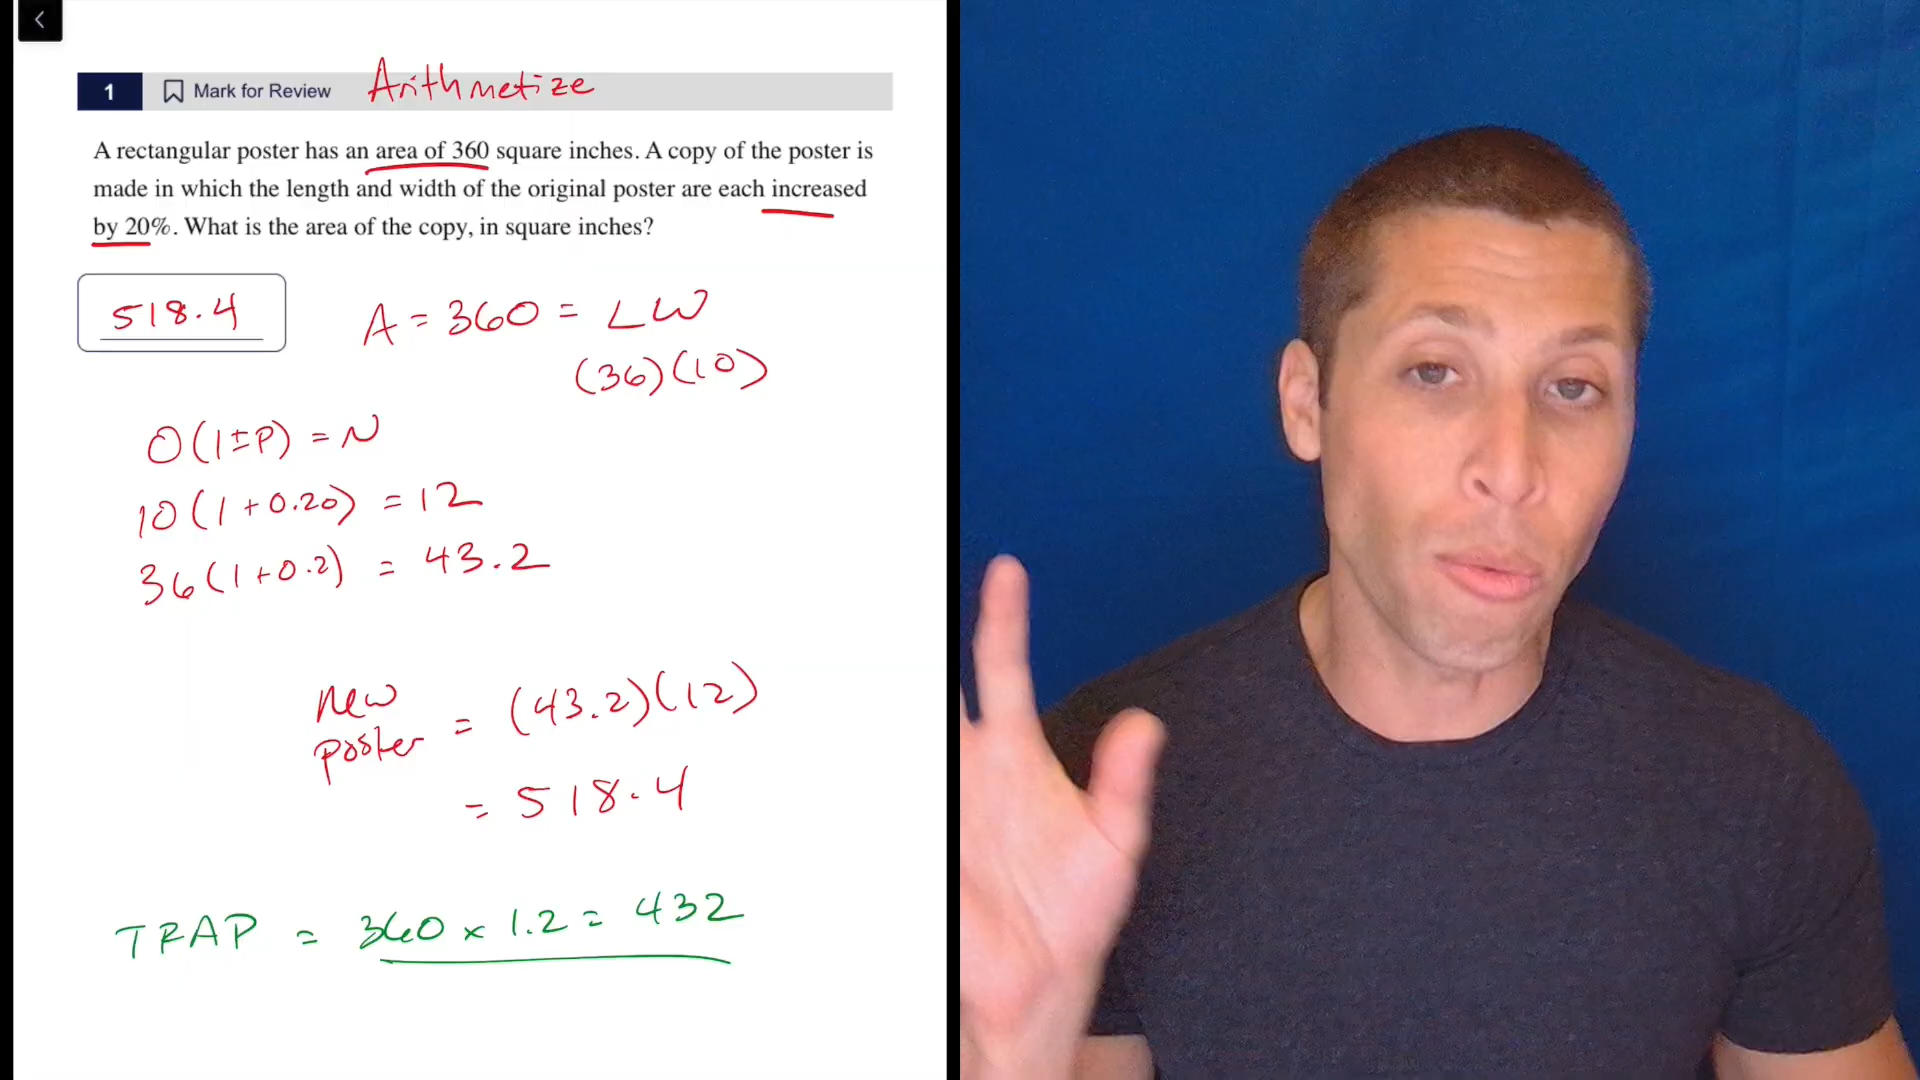 1 Mark for Review Arithmetize
A rectangular poster has an area of 360 square inches. A copy of the poster is
made in which the length and width of the original poster are each increased
by 20%. What is the area of the copy, in square inches?
518.4
A = 360 = LW
(36)(10)
O(1±P) = N
10(1+0.20) = 12
36(1+0.2) = 43.2
new
poster = (43.2)(12)
= 518.4
TRAP = 360 x 1.2 = 432